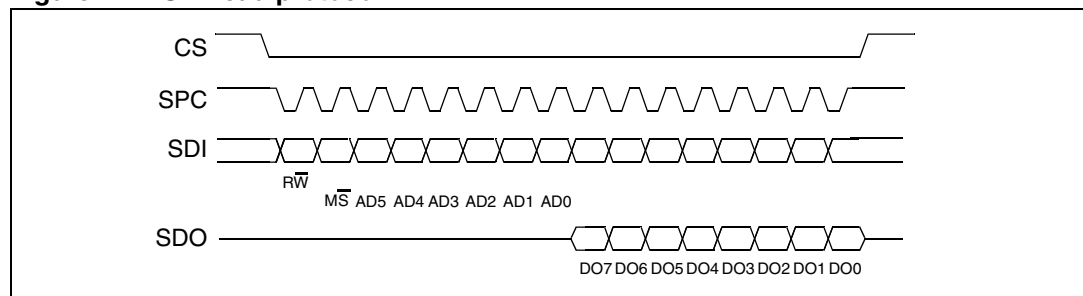 CS
SPC
SDI
RW̅
MS̅ AD5 AD4 AD3 AD2 AD1 AD0
SDO
DO7 DO6 DO5 DO4 DO3 DO2 DO1 DO0